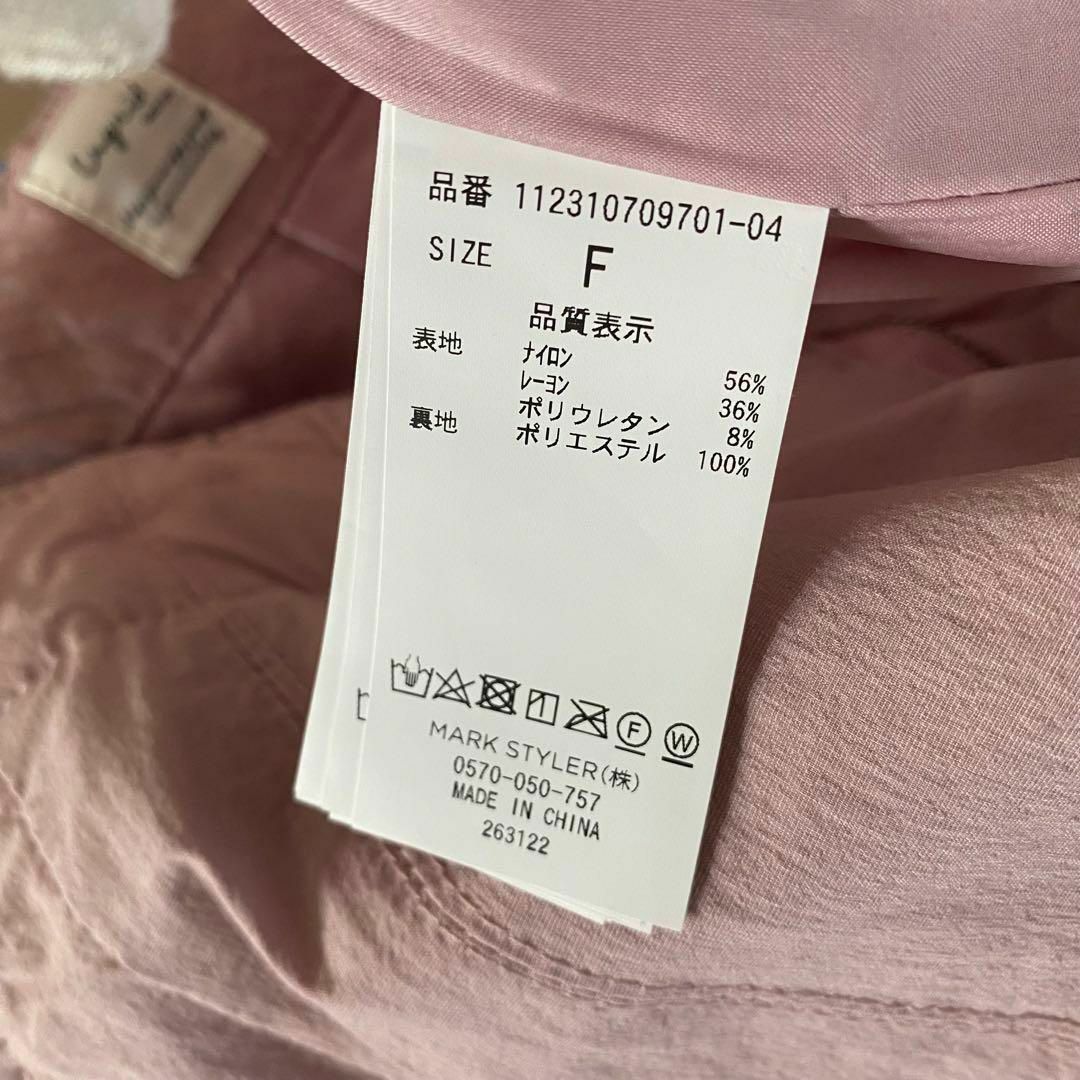 品番 112310709701-04
SIZE F
品質表示
表地 ﾅｲﾛﾝ 56%
ﾚｰﾖﾝ 36%
ポリウレタン 8%
裏地 ポリエステル 100%
F W
MARK STYLER(株)
0570-050-757
MADE IN CHINA
263122